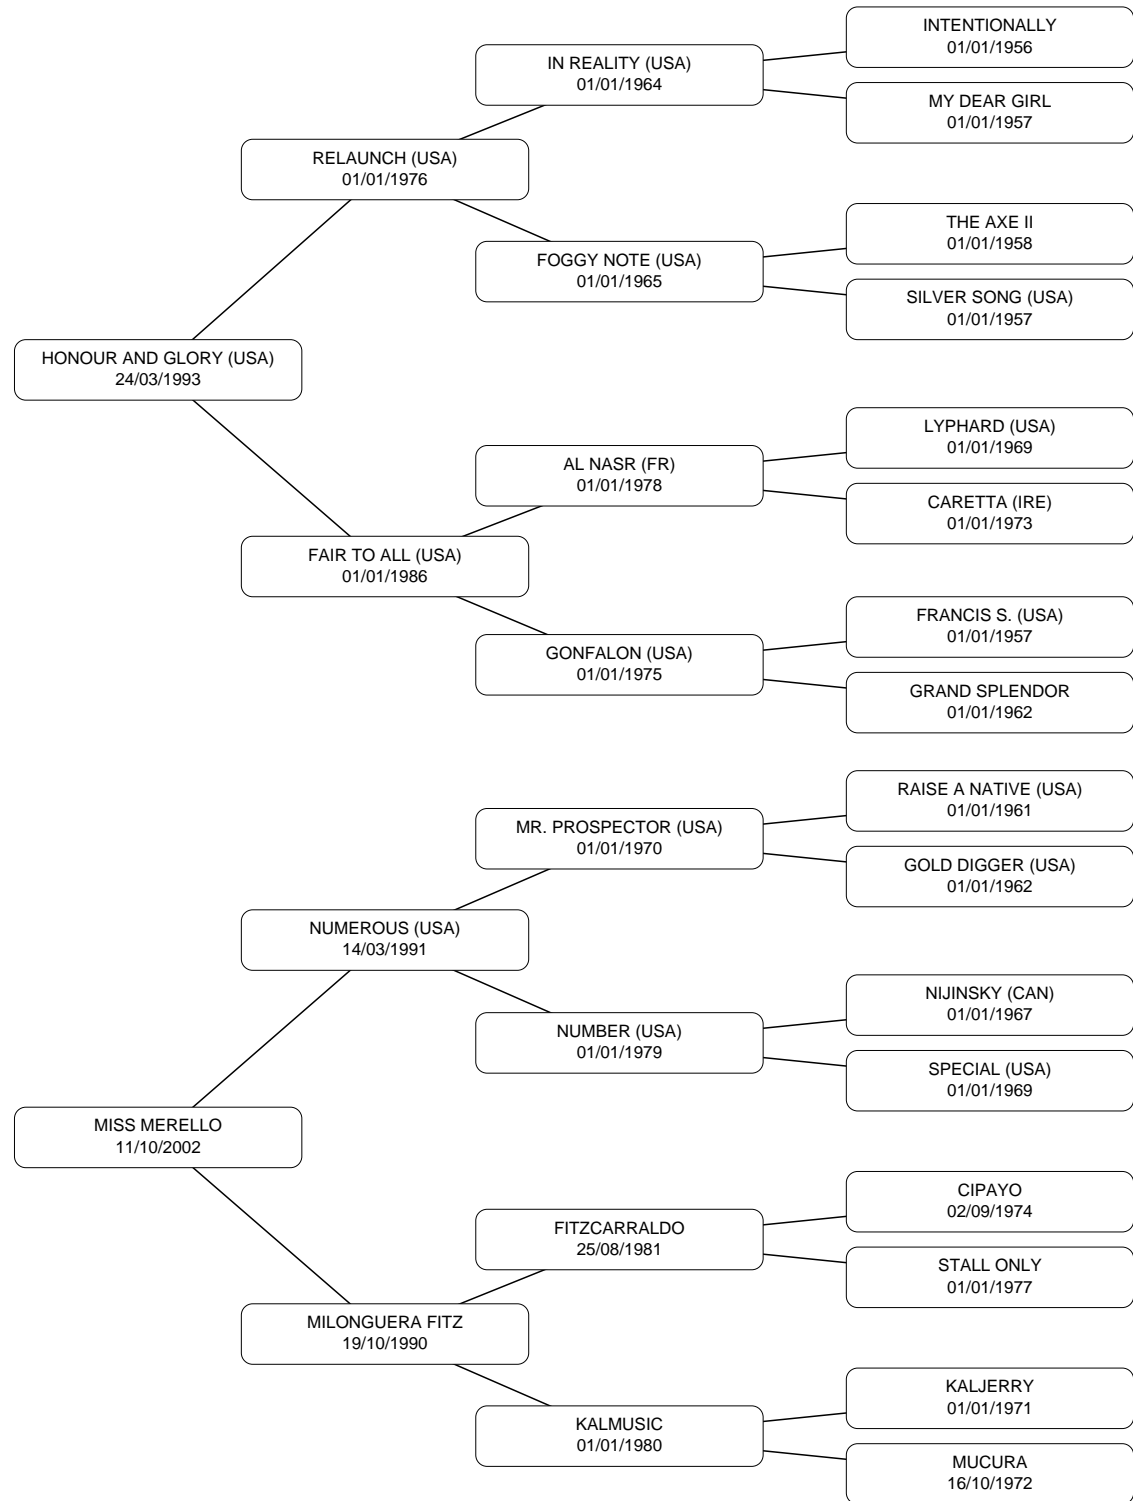 INTENTIONALLY
01/01/1956
IN REALITY (USA)
01/01/1964
MY DEAR GIRL
01/01/1957
RELAUNCH (USA)
01/01/1976
THE AXE II
01/01/1958
FOGGY NOTE (USA)
01/01/1965
SILVER SONG (USA)
01/01/1957
HONOUR AND GLORY (USA)
24/03/1993
LYPHARD (USA)
01/01/1969
AL NASR (FR)
01/01/1978
CARETTA (IRE)
01/01/1973
FAIR TO ALL (USA)
01/01/1986
FRANCIS S. (USA)
01/01/1957
GONFALON (USA)
01/01/1975
GRAND SPLENDOR
01/01/1962
RAISE A NATIVE (USA)
01/01/1961
MR. PROSPECTOR (USA)
01/01/1970
GOLD DIGGER (USA)
01/01/1962
NUMEROUS (USA)
14/03/1991
NIJINSKY (CAN)
01/01/1967
NUMBER (USA)
01/01/1979
SPECIAL (USA)
01/01/1969
MISS MERELLO
11/10/2002
CIPAYO
02/09/1974
FITZCARRALDO
25/08/1981
STALL ONLY
01/01/1977
MILONGUERA FITZ
19/10/1990
KALJERRY
01/01/1971
KALMUSIC
01/01/1980
MUCURA
16/10/1972